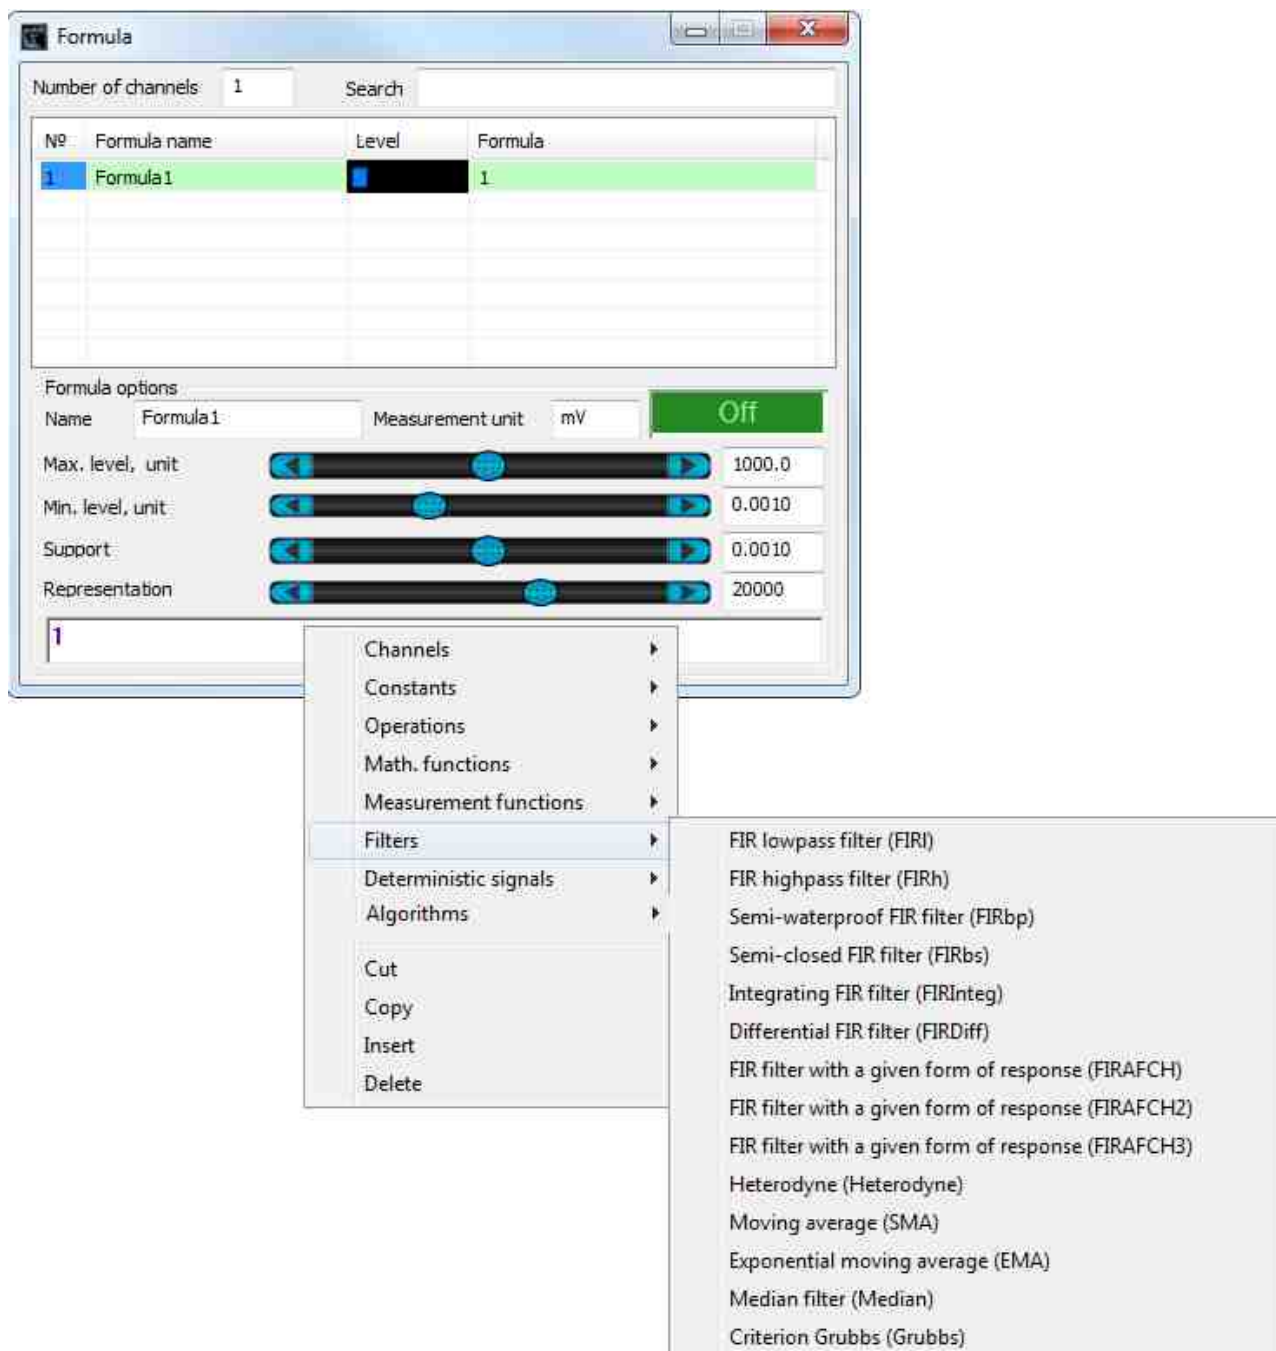 Formula
Number of channels 1 Search
Nº Formula name Level Formula
1 Formula1 1
Formula options
Name Formula1 Measurement unit mV Off
Max. level, unit 1000.0
Min. level, unit 0.0010
Support 0.0010
Representation 20000
1
Channels
Constants
Operations
Math. functions
Measurement functions
Filters
Deterministic signals
Algorithms
Cut
Copy
Insert
Delete
FIR lowpass filter (FIRl)
FIR highpass filter (FIRh)
Semi-waterproof FIR filter (FIRbp)
Semi-closed FIR filter (FIRbs)
Integrating FIR filter (FIRInteg)
Differential FIR filter (FIRDiff)
FIR filter with a given form of response (FIRAFCH)
FIR filter with a given form of response (FIRAFCH2)
FIR filter with a given form of response (FIRAFCH3)
Heterodyne (Heterodyne)
Moving average (SMA)
Exponential moving average (EMA)
Median filter (Median)
Criterion Grubbs (Grubbs)